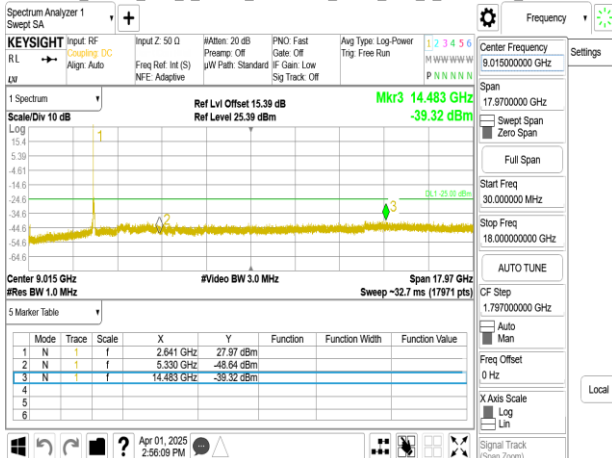 Spectrum Analyzer 1
Swept SA
+
Frequency
KEYSIGHT
Input: RF
Input Z: 50 Ω
#Atten: 20 dB
PNO: Fast
Avg Type: Log-Power
1 2 3 4 5 6
RL
Coupling: DC
Preamp: Off
Gate: Off
Trig: Free Run
M W W W W W
Align: Auto
Freq Ref: Int (S)
µW Path: Standard
IF Gain: Low
NFE: Adaptive
Sig Track: Off
P N N N N N
Center Frequency
9.015000000 GHz
Settings
1 Spectrum
Ref Lvl Offset 15.39 dB
Mkr3 14.483 GHz
Scale/Div 10 dB
Ref Level 25.39 dBm
-39.32 dBm
Span
17.9700000 GHz
Swept Span
Zero Span
Full Span
Start Freq
30.000000 MHz
Stop Freq
18.000000000 GHz
AUTO TUNE
CF Step
1.797000000 GHz
Auto
Man
Freq Offset
0 Hz
X Axis Scale
Log
Lin
Local
Signal Track
(Span Zoom)
Log
15.4
5.39
-4.61
-14.6
-24.6
-34.6
-44.6
-54.6
-64.6
1
2
3
DL1 -25.00 dBm
Center 9.015 GHz
#Video BW 3.0 MHz
Span 17.97 GHz
#Res BW 1.0 MHz
Sweep ~32.7 ms (17971 pts)
5 Marker Table
Mode Trace Scale X Y Function Function Width Function Value
1 N 1 f 2.641 GHz 27.97 dBm
2 N 1 f 5.330 GHz -48.64 dBm
3 N 1 f 14.483 GHz -39.32 dBm
4
5
6
?
Apr 01, 2025
2:56:09 PM